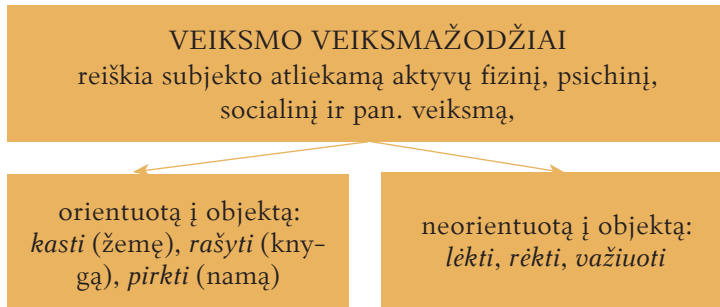 VEIKSMO VEIKSMAŽODŽIAI
reiškia subjekto atliekamą aktyvų fizinį, psichinį,
socialinį ir pan. veiksmą,
orientuotą į objektą:
kasti (žemę), rašyti (kny-
gą), pirkti (namą)
neorientuotą į objektą:
lėkti, rėkti, važiuoti